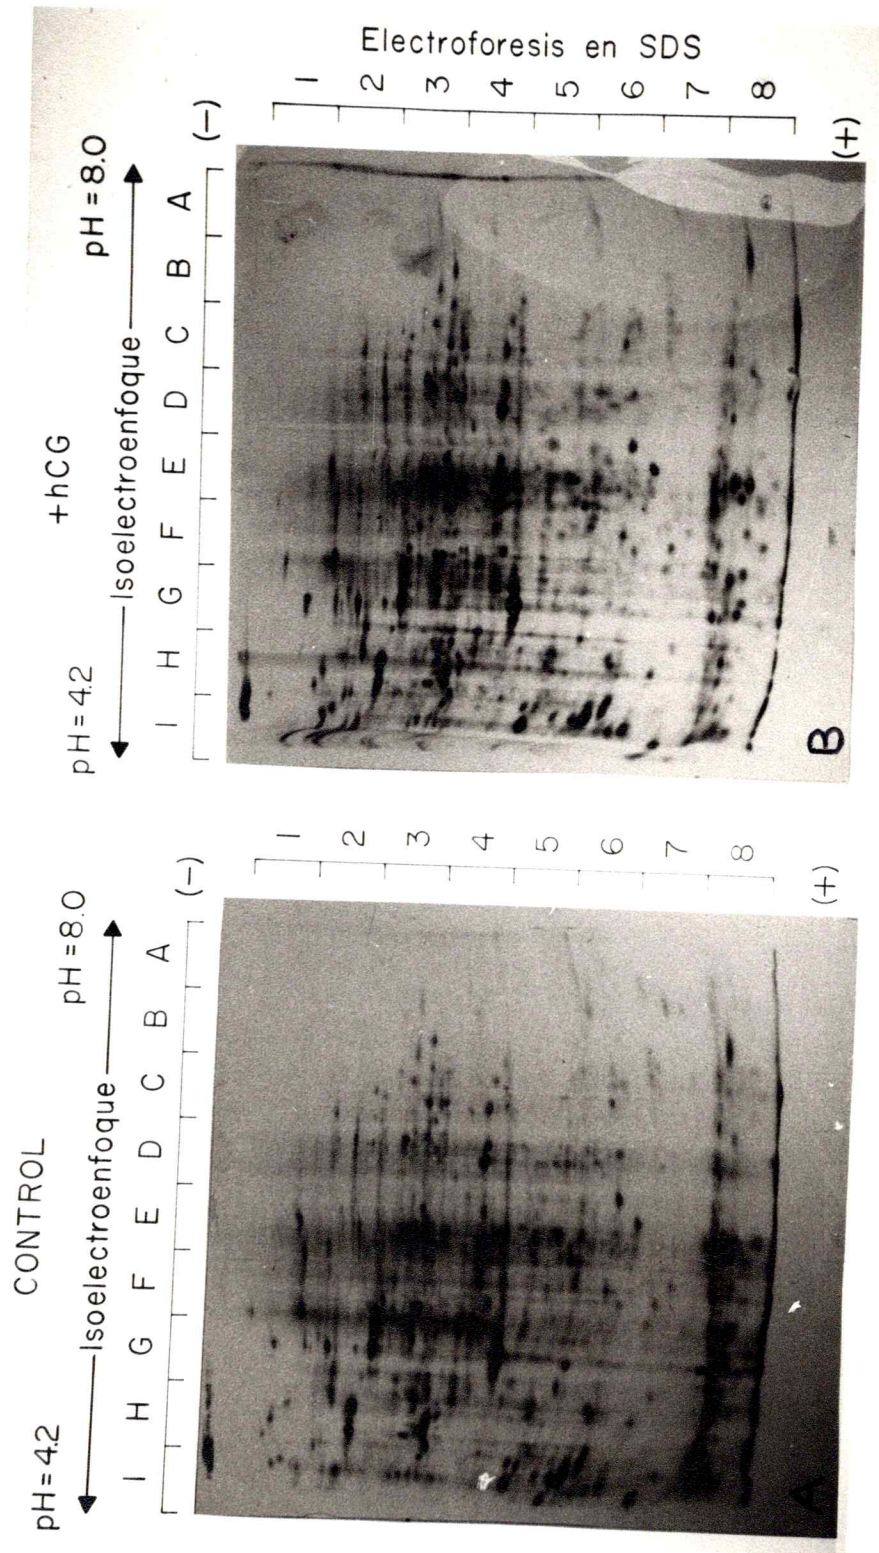 CONTROL
pH = 4.2 Isoelectroenfoque pH = 8.0
I H G F E D C B A
(-)
1
2
3
4
5
6
7
8
(+)
A
+hCG
pH = 4.2 Isoelectroenfoque pH = 8.0
I H G F E D C B A
(-)
1
2
3
4
5
6
7
8
(+)
Electroforesis en SDS
B